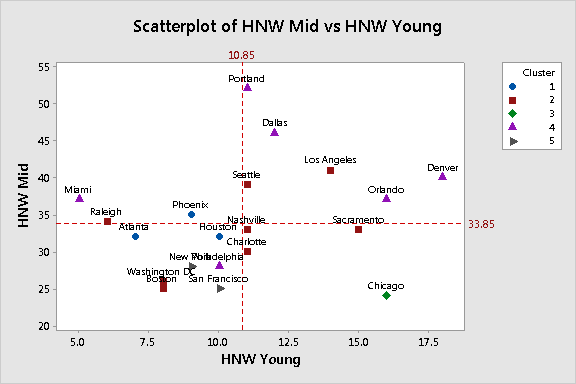 Scatterplot of HNW Mid vs HNW Young
10.85
55
50
45
40
35
30
25
20
HNW Mid
Portland
Dallas
Los Angeles
Denver
Seattle
Miami
Orlando
Raleigh
Phoenix
Atlanta
Houston
Nashville
Sacramento
33.85
Charlotte
New York
Philadelphia
Washington DC
Boston
San Francisco
Chicago
5.0 7.5 10.0 12.5 15.0 17.5
HNW Young
Cluster
1
2
3
4
5